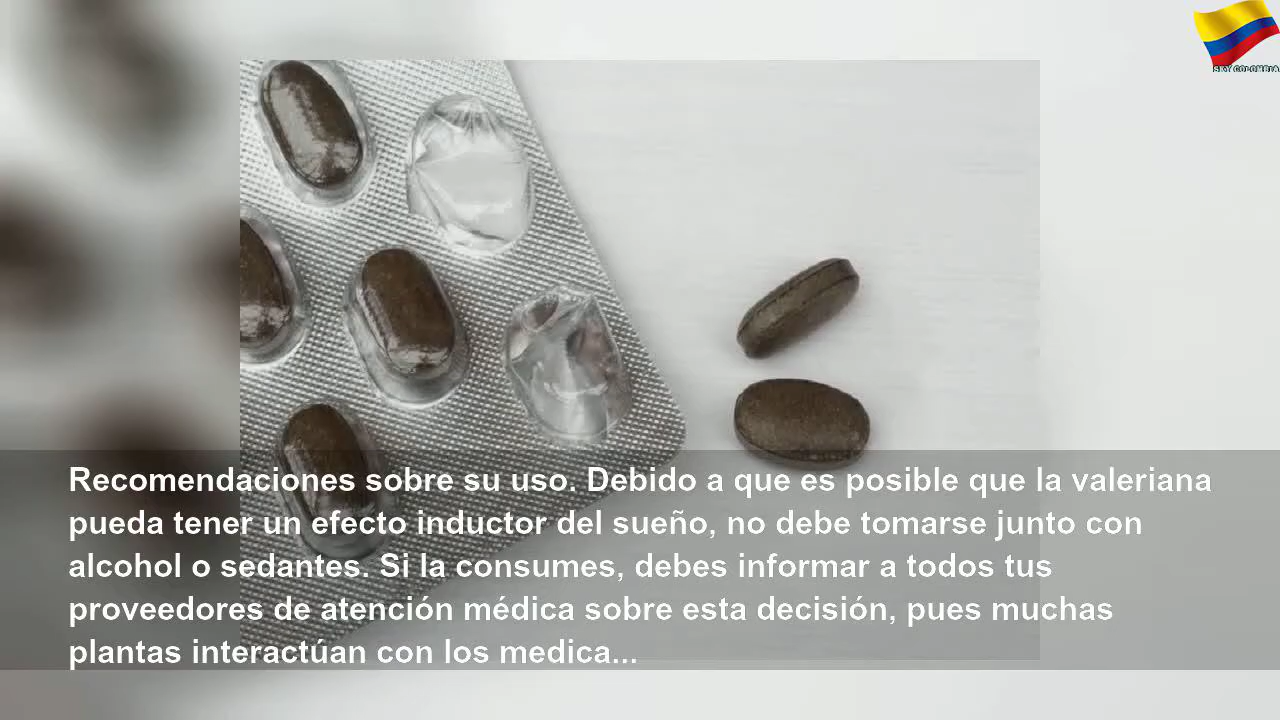 SKY COLOMBIA
Recomendaciones sobre su uso. Debido a que es posible que la valeriana
pueda tener un efecto inductor del sueño, no debe tomarse junto con
alcohol o sedantes. Si la consumes, debes informar a todos tus
proveedores de atención médica sobre esta decisión, pues muchas
plantas interactúan con los medica...